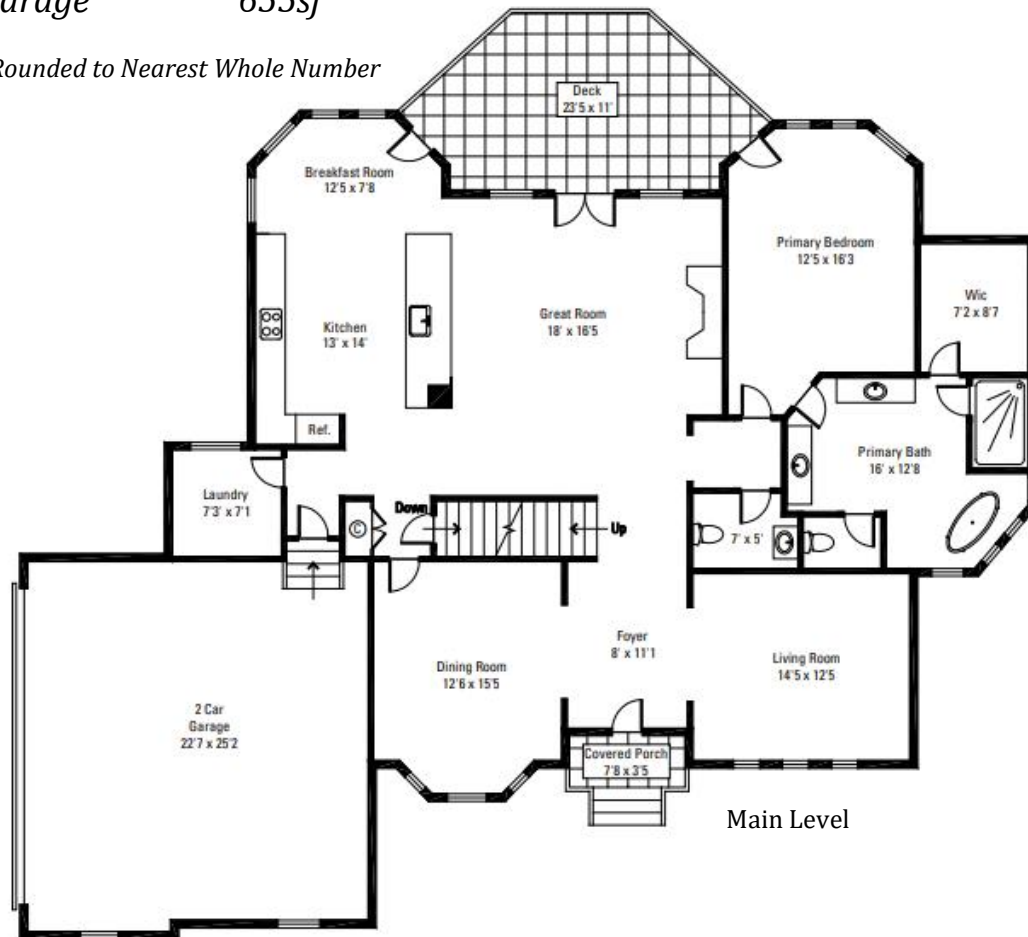 arage 655sf
Rounded to Nearest Whole Number
Deck
23'5 x 11'
Breakfast Room
12'5 x 7'8
Primary Bedroom
12'5 x 16'3
Wic
7'2 x 8'7
Great Room
18' x 16'5
Kitchen
13' x 14'
Ref.
Primary Bath
16' x 12'8
Laundry
7'3' x 7'1
Down
C
Up
7' x 5'
Foyer
8' x 11'1
Living Room
14'5 x 12'5
Dining Room
12'6 x 15'5
2 Car
Garage
22'7 x 25'2
Covered Porch
7'8 x 3'5
Main Level